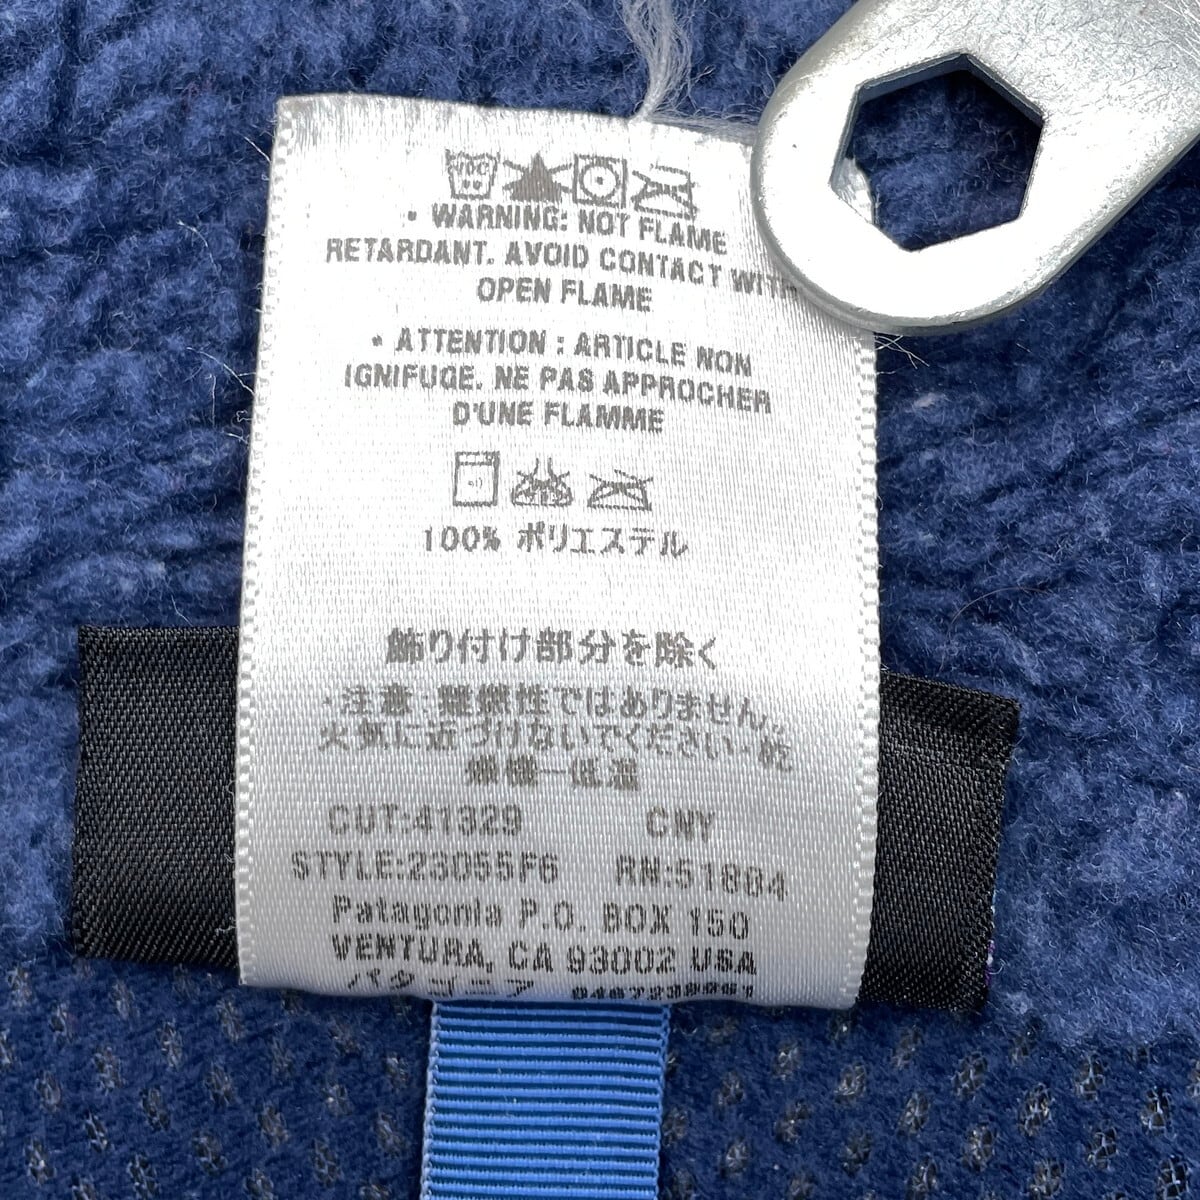 • WARNING: NOT FLAME
RETARDANT. AVOID CONTACT WITH
OPEN FLAME
• ATTENTION : ARTICLE NON
IGNIFUGE. NE PAS APPROCHER
D'UNE FLAMME
100% ポリエステル
飾り付け部分を除く
・注意:難燃性ではありません。
火気に近づけないでください・乾
燥機－低温
CUT:41329 CNY
STYLE:23055F6 RN:51884
Patagonia P.O. BOX 150
VENTURA, CA 93002 USA
パタゴニア